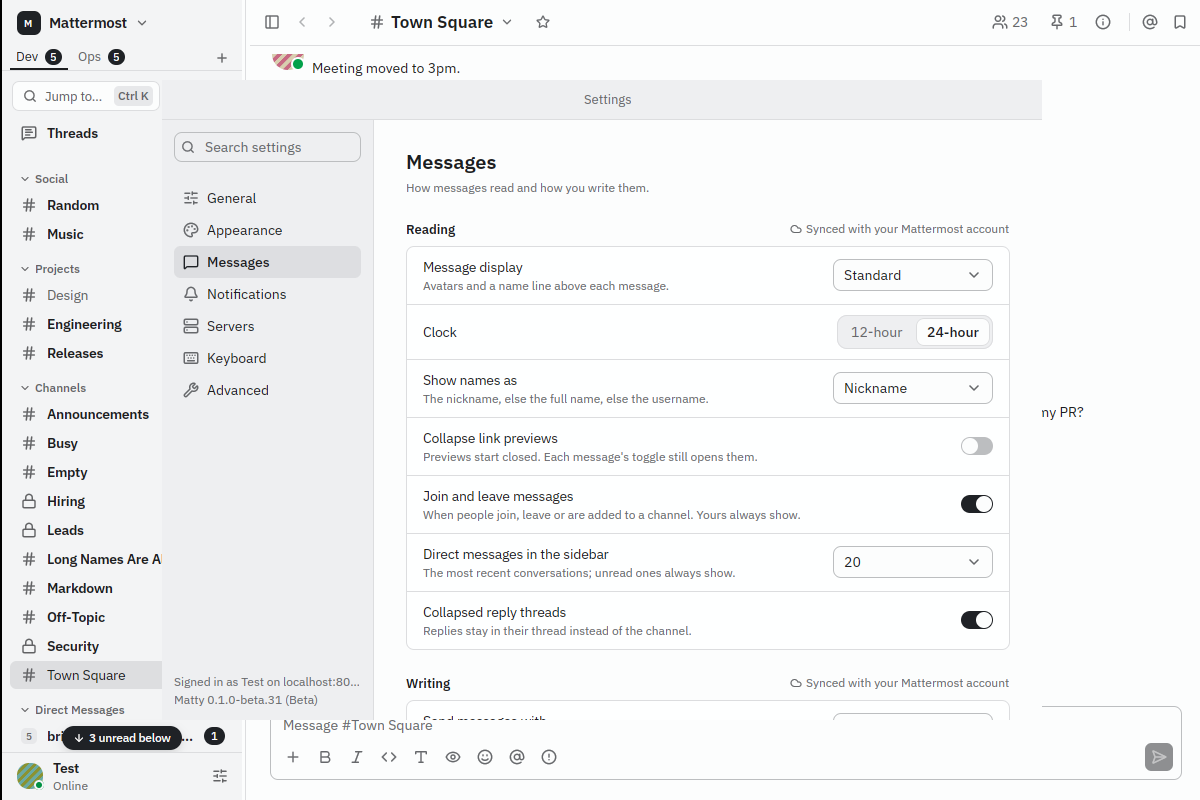 M Mattermost
Dev 5 Ops 5
Jump to... Ctrl K
Threads
Social
Random
Music
Projects
Design
Engineering
Releases
Channels
Announcements
Busy
Empty
Hiring
Leads
Long Names Are A
Markdown
Off-Topic
Security
Town Square
Direct Messages
5 bri ... 1
3 unread below
Test
Online
Town Square
23
1
Meeting moved to 3pm.
Settings
Search settings
General
Appearance
Messages
Notifications
Servers
Keyboard
Advanced
Signed in as Test on localhost:80...
Matty 0.1.0-beta.31 (Beta)
Messages
How messages read and how you write them.
Reading
Synced with your Mattermost account
Message display
Avatars and a name line above each message.
Standard
Clock
12-hour 24-hour
Show names as
The nickname, else the full name, else the username.
Nickname
Collapse link previews
Previews start closed. Each message's toggle still opens them.
Join and leave messages
When people join, leave or are added to a channel. Yours always show.
Direct messages in the sidebar
The most recent conversations; unread ones always show.
20
Collapsed reply threads
Replies stay in their thread instead of the channel.
Writing
Synced with your Mattermost account
Send messages with
my PR?
Message #Town Square